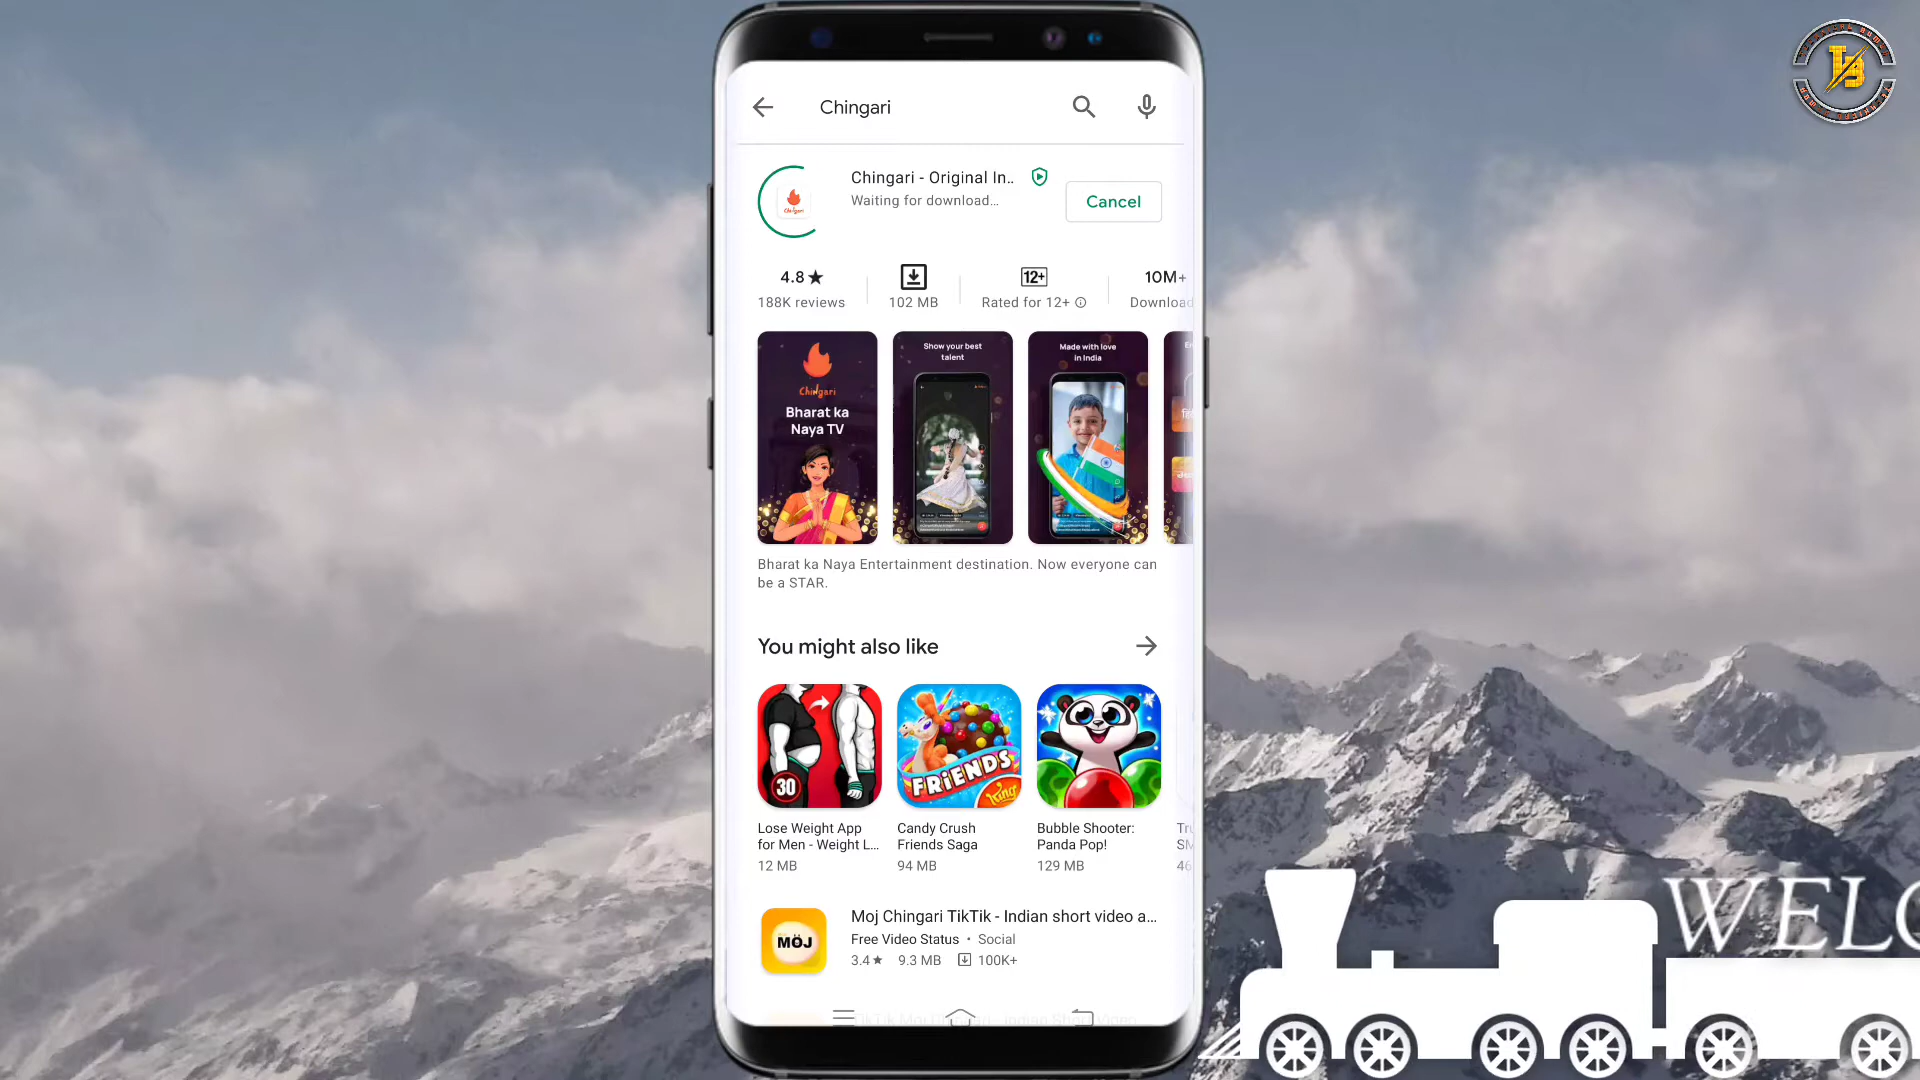 Chingari
Chingari - Original In..
Waiting for download...
Cancel
4.8★
188K reviews
102 MB
12+
Rated for 12+
10M+
Download
Chingari
Bharat ka
Naya TV
Show your best
talent
Made with love
in India
Bharat ka Naya Entertainment destination. Now everyone can
be a STAR.
You might also like
30
FRIENDS
King
Lose Weight App
for Men - Weight L...
12 MB
Candy Crush
Friends Saga
94 MB
Bubble Shooter:
Panda Pop!
129 MB
46
MOJ
Moj Chingari TikTik - Indian short video a...
Free Video Status • Social
3.4★ 9.3 MB 100K+
WELC